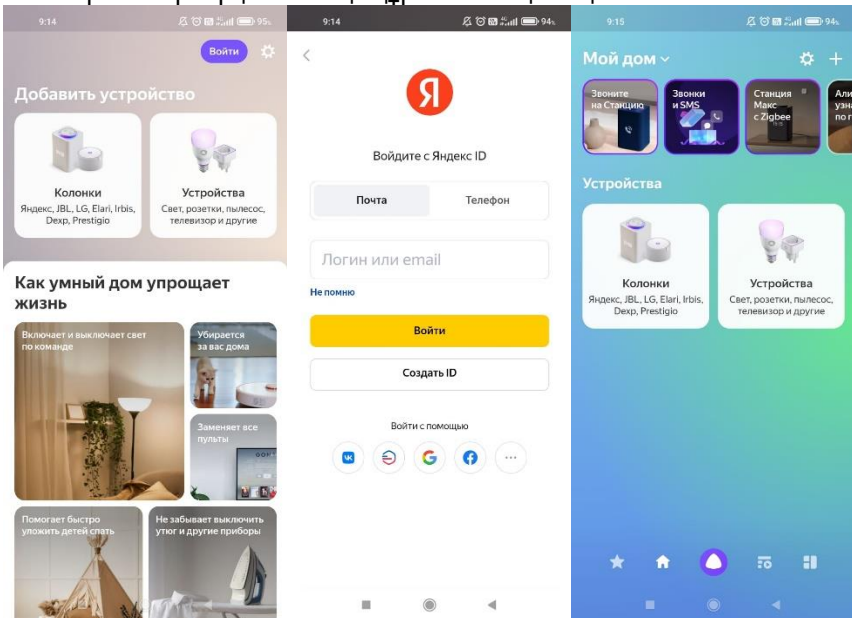 9:14
95%
Войти
Добавить устройство
Колонки
Яндекс, JBL, LG, Elari, Irbis,
Dexp, Prestigio
Устройства
Свет, розетки, пылесос,
телевизор и другие
Как умный дом упрощает
жизнь
Включает и выключает свет
по команде
Убирается
за вас дома
Заменяет все
пульты
Помогает быстро
уложить детей спать
Не забывает выключить
утюг и другие приборы
9:14
94%
Я
Войдите с Яндекс ID
Почта
Телефон
Логин или email
Не помню
Войти
Создать ID
Войти с помощью
9:15
94%
Мой дом
Звоните
на Станцию
Звонки
и SMS
Станция
Макс
с Zigbee
Устройства
Колонки
Яндекс, JBL, LG, Elari, Irbis,
Dexp, Prestigio
Устройства
Свет, розетки, пылесос,
телевизор и другие